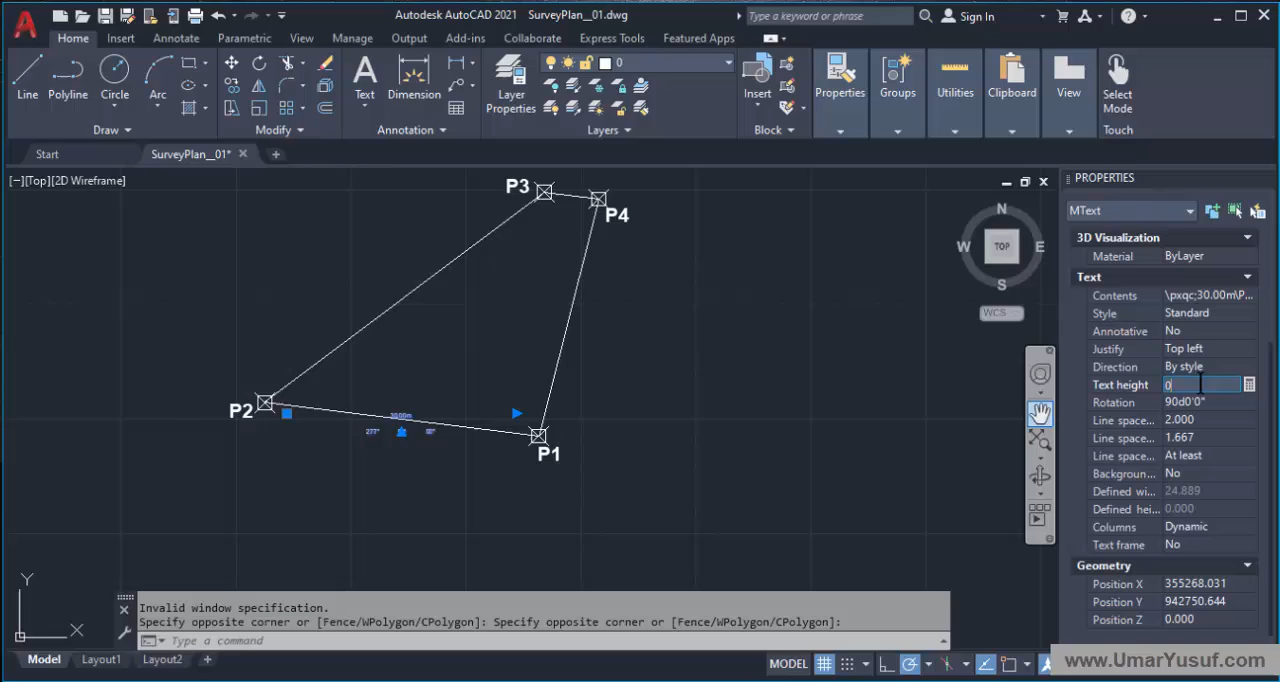 Autodesk AutoCAD 2021 SurveyPlan_01.dwg
Type a keyword or phrase
Sign In
Home Insert Annotate Parametric View Manage Output Add-ins Collaborate Express Tools Featured Apps
0
Line Polyline Circle Arc
Text Dimension
Layer Properties
Insert
Properties Groups Utilities Clipboard View
Select Mode
Draw Modify Annotation Layers Block Touch
Start SurveyPlan__01*
[−][Top][2D Wireframe]
P3
P4
P2
P1
277°
N
W TOP E
S
WCS
Y
X
PROPERTIES
MText
3D Visualization
Material ByLayer
Text
Contents \pxqc;30.00m\P...
Style Standard
Annotative No
Justify Top left
Direction By style
Text height 0
Rotation 90d0'0"
Line space... 2.000
Line space... 1.667
Line space... At least
Backgroun... No
Defined wi... 24.889
Defined hei... 0.000
Columns Dynamic
Text frame No
Geometry
Position X 355268.031
Position Y 942750.644
Position Z 0.000
Invalid window specification.
Specify opposite corner or [Fence/WPolygon/CPolygon]: Specify opposite corner or [Fence/WPolygon/CPolygon]:
Type a command
Model Layout1 Layout2
MODEL
www.UmarYusuf.com